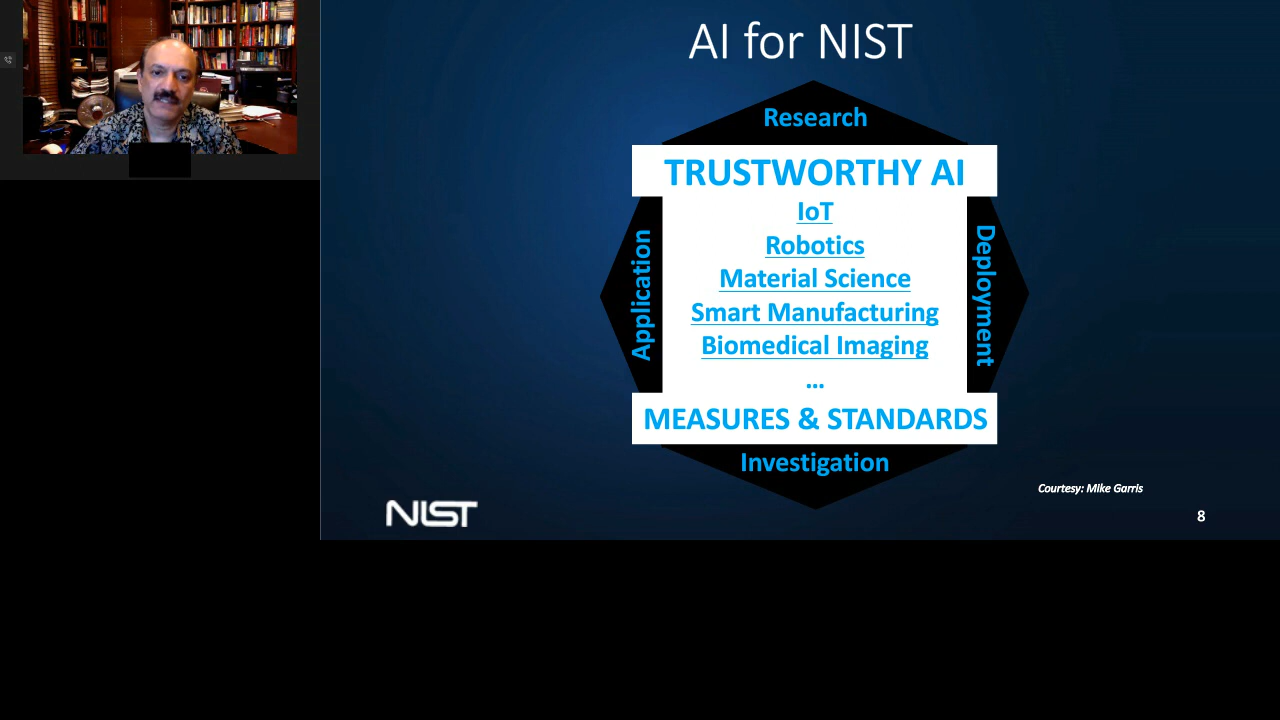 AI for NIST
Research
TRUSTWORTHY AI
IoT
Robotics
Material Science
Smart Manufacturing
Biomedical Imaging
...
MEASURES & STANDARDS
Application
Deployment
Investigation
Courtesy: Mike Garris
NIST
8